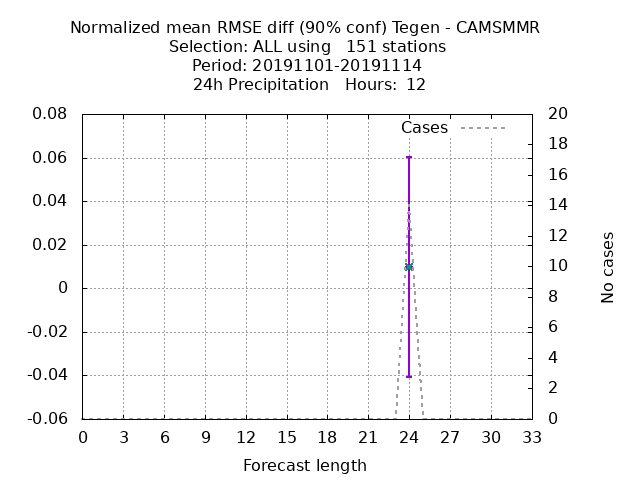 Normalized mean RMSE diff (90% conf) Tegen - CAMSMMR
Selection: ALL using   151 stations
Period: 20191101-20191114
24h Precipitation   Hours:  12
Cases
0.08
0.06
0.04
0.02
0
-0.02
-0.04
-0.06
20
18
16
14
12
10
8
6
4
2
0
No cases
0 3 6 9 12 15 18 21 24 27 30 33
Forecast length